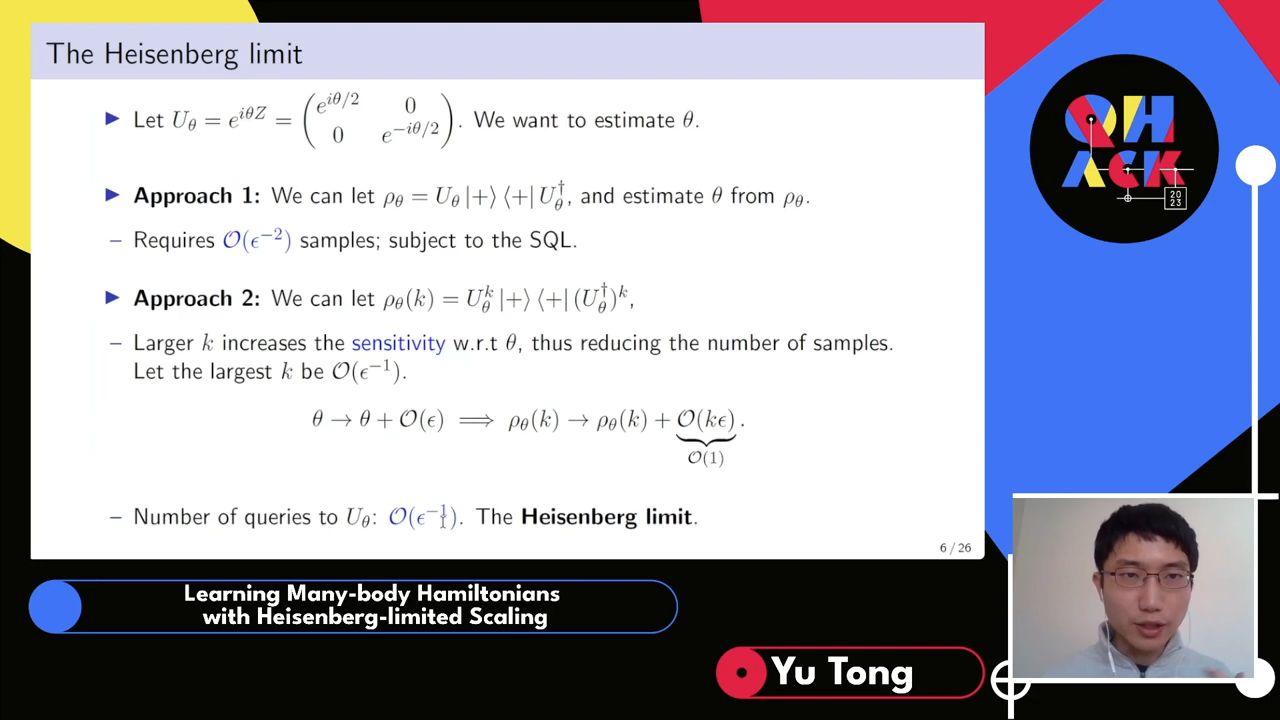 The Heisenberg limit
▶ Let U_θ = e^{iθZ} = ( e^{iθ/2} 0 0 e^{−iθ/2} ). We want to estimate θ.
▶ Approach 1: We can let ρ_θ = U_θ |+⟩ ⟨+| U_θ^†, and estimate θ from ρ_θ.
– Requires O(ϵ^{−2}) samples; subject to the SQL.
▶ Approach 2: We can let ρ_θ(k) = U_θ^k |+⟩ ⟨+| (U_θ^†)^k,
– Larger k increases the sensitivity w.r.t θ, thus reducing the number of samples.
Let the largest k be O(ϵ^{−1}).
θ → θ + O(ϵ) ⟹ ρ_θ(k) → ρ_θ(k) + O(kϵ).
O(1)
– Number of queries to U_θ: O(ϵ^{−1}). The Heisenberg limit.
6 / 26
QH
ACK
20
23
Learning Many-body Hamiltonians
with Heisenberg-limited Scaling
Yu Tong